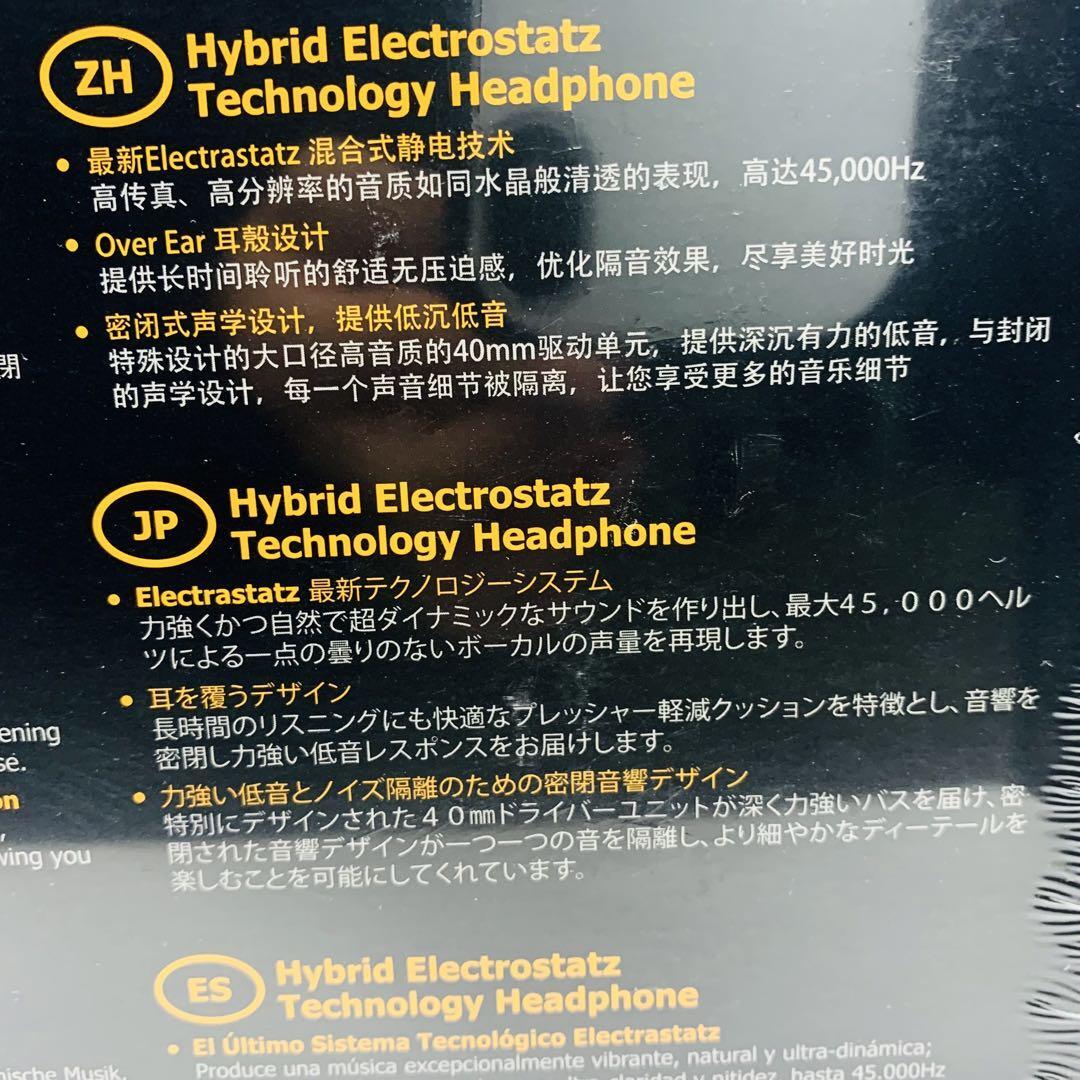 ZH
Hybrid Electrostatz
Technology Headphone
• 最新Electrastatz 混合式静电技术
高传真、高分辨率的音质如同水晶般清透的表现，高达45,000Hz
• Over Ear 耳殼设计
提供长时间聆听的舒适无压迫感，优化隔音效果，尽享美好时光
• 密闭式声学设计，提供低沉低音
特殊设计的大口径高音质的40mm驱动单元，提供深沉有力的低音，与封闭
的声学设计，每一个声音细节被隔离，让您享受更多的音乐细节
閉
JP
Hybrid Electrostatz
Technology Headphone
• Electrastatz 最新テクノロジーシステム
力強くかつ自然で超ダイナミックなサウンドを作り出し、最大４５,０００ヘル
ツによる一点の曇りのないボーカルの声量を再現します。
• 耳を覆うデザイン
長時間のリスニングにも快適なプレッシャー軽減クッションを特徴とし、音響を
密閉し力強い低音レスポンスをお届けします。
• 力強い低音とノイズ隔離のための密閉音響デザイン
特別にデザインされた４０㎜ドライバーユニットが深く力強いバスを届け、密
閉された音響デザインが一つ一つの音を隔離し、より細やかなディーテールを
楽しむことを可能にしてくれています。
ening
se.
on
,
wing you
ES
Hybrid Electrostatz
Technology Headphone
• El Último Sistema Tecnológico Electrastatz
Produce una música excepcionalmente vibrante, natural y ultra-dinámica;
claridad y nitidez, hasta 45.000Hz
nische Musik,